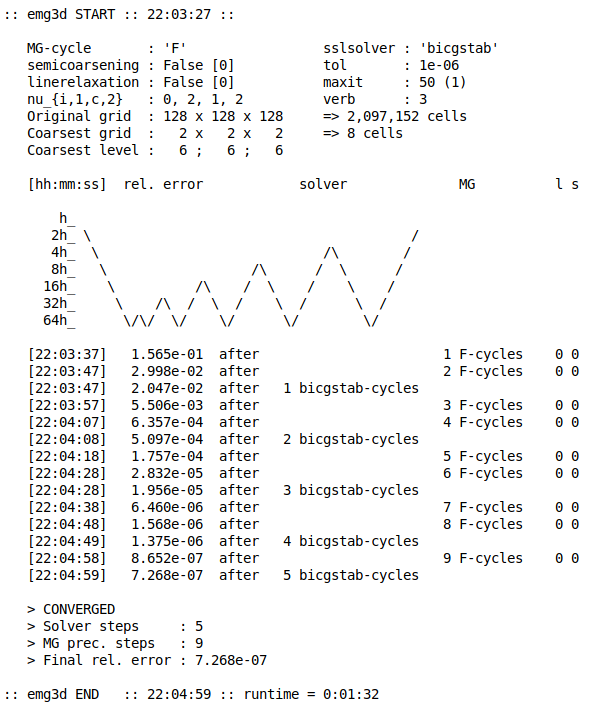 :: emg3d START :: 22:03:27 ::
MG-cycle       : 'F'                 sslsolver : 'bicgstab'
semicoarsening : False [0]           tol       : 1e-06
linerelaxation : False [0]           maxit     : 50 (1)
nu_{i,1,c,2}   : 0, 2, 1, 2          verb      : 3
Original grid  : 128 x 128 x 128     => 2,097,152 cells
Coarsest grid  :   2 x   2 x   2     => 8 cells
Coarsest level :   6 ;   6 ;   6
[hh:mm:ss]  rel. error            solver              MG          l s
    h_
   2h_ \                                        /
   4h_  \                            /\        /
   8h_   \                  /\      /  \      /
  16h_    \          /\    /  \    /    \    /
  32h_     \    /\  /  \  /    \  /      \  /
  64h_      \/\/  \/    \/      \/        \/
[22:03:37]   1.565e-01  after                       1 F-cycles    0 0
[22:03:47]   2.998e-02  after                       2 F-cycles    0 0
[22:03:47]   2.047e-02  after   1 bicgstab-cycles
[22:03:57]   5.506e-03  after                       3 F-cycles    0 0
[22:04:07]   6.357e-04  after                       4 F-cycles    0 0
[22:04:08]   5.097e-04  after   2 bicgstab-cycles
[22:04:18]   1.757e-04  after                       5 F-cycles    0 0
[22:04:28]   2.832e-05  after                       6 F-cycles    0 0
[22:04:28]   1.956e-05  after   3 bicgstab-cycles
[22:04:38]   6.460e-06  after                       7 F-cycles    0 0
[22:04:48]   1.568e-06  after                       8 F-cycles    0 0
[22:04:49]   1.375e-06  after   4 bicgstab-cycles
[22:04:58]   8.652e-07  after                       9 F-cycles    0 0
[22:04:59]   7.268e-07  after   5 bicgstab-cycles
> CONVERGED
> Solver steps     : 5
> MG prec. steps   : 9
> Final rel. error : 7.268e-07
:: emg3d END   :: 22:04:59 :: runtime = 0:01:32